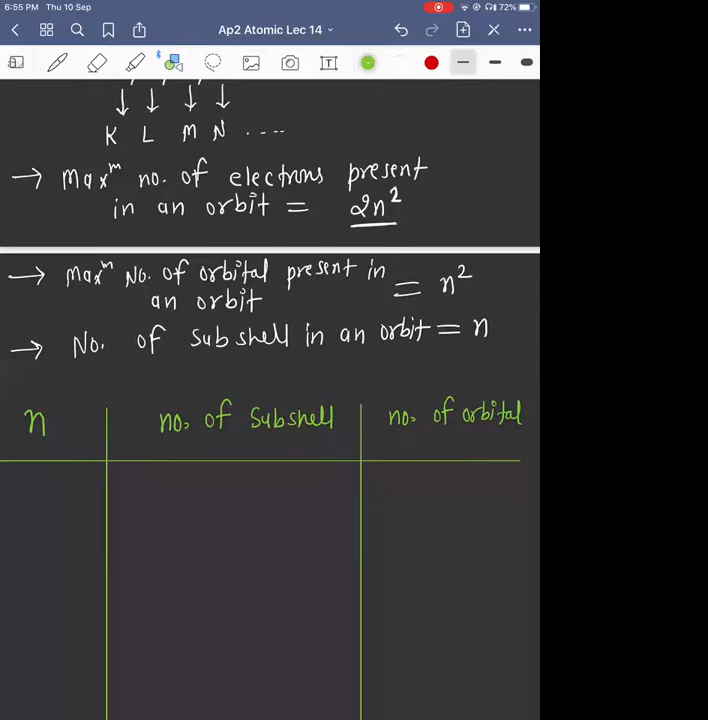 6:55 PM Thu 10 Sep
72%
Ap2 Atomic Lec 14
K L M N ....
→ Max^m no. of electrons present
in an orbit = 2n²
→ Max^m No. of orbital present in
an orbit = n²
→ No. of Subshell in an orbit = n
n no. of Subshell no. of orbital